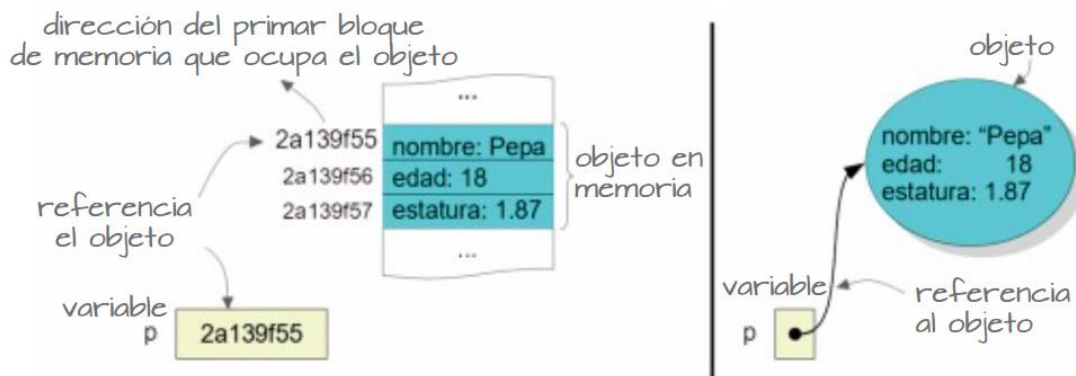 dirección del primar bloque
de memoria que ocupa el objeto
...
2a139f55
nombre: Pepa
2a139f56
edad: 18
2a139f57
estatura: 1.87
...
objeto en
memoria
referencia
el objeto
variable
p
2a139f55
objeto
nombre: "Pepa"
edad: 18
estatura: 1.87
variable
p
referencia
al objeto